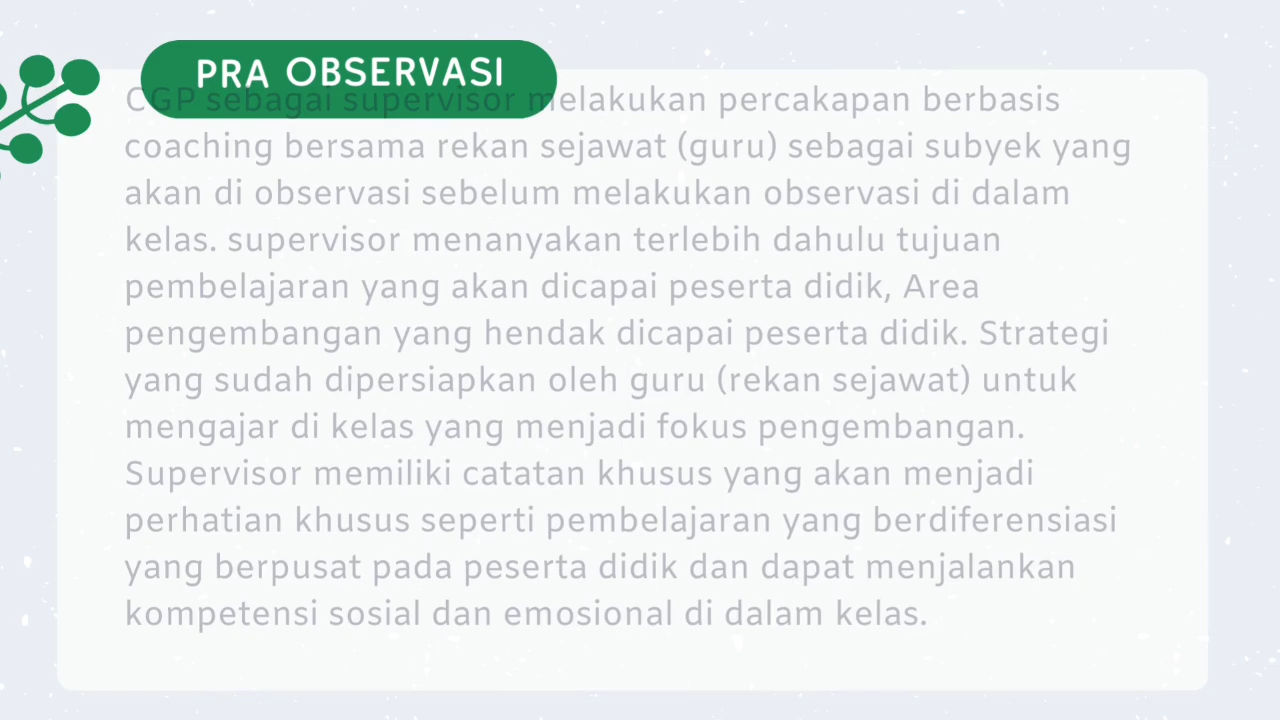 PRA OBSERVASI
CGP sebagai supervisor melakukan percakapan berbasis
coaching bersama rekan sejawat (guru) sebagai subyek yang
akan di observasi sebelum melakukan observasi di dalam
kelas. supervisor menanyakan terlebih dahulu tujuan
pembelajaran yang akan dicapai peserta didik, Area
pengembangan yang hendak dicapai peserta didik. Strategi
yang sudah dipersiapkan oleh guru (rekan sejawat) untuk
mengajar di kelas yang menjadi fokus pengembangan.
Supervisor memiliki catatan khusus yang akan menjadi
perhatian khusus seperti pembelajaran yang berdiferensiasi
yang berpusat pada peserta didik dan dapat menjalankan
kompetensi sosial dan emosional di dalam kelas.